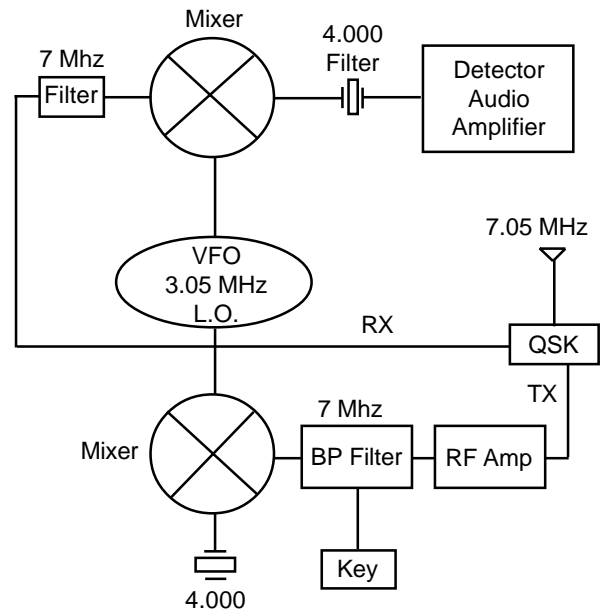 Mixer
7 Mhz
Filter
4.000
Filter
Detector
Audio
Amplifier
7.05 MHz
VFO
3.05 MHz
L.O.
RX
QSK
TX
7 Mhz
Mixer
BP Filter
RF Amp
Key
4.000